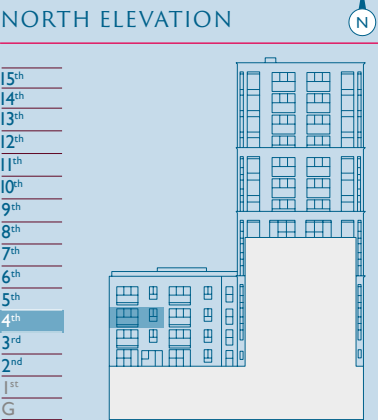 NORTH ELEVATION
N
15th
14th
13th
12th
11th
10th
9th
8th
7th
6th
5th
4th
3rd
2nd
1st
G